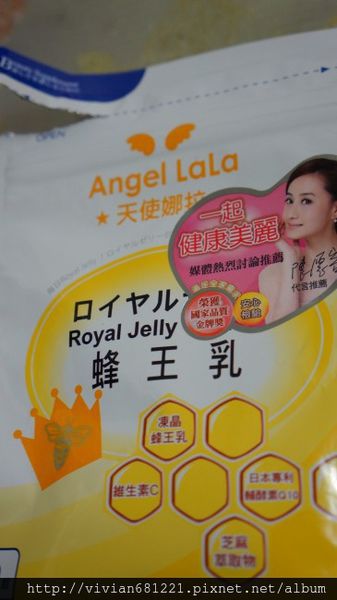 OPEN
Angel LaLa
★天使娜拉
一起
健康美麗
媒體熱烈討論推薦
代言推薦
榮獲
國家品質
金牌獎
安心
檢驗
ロイヤル
Royal Jelly
蜂王乳
凍晶
蜂王乳
維生素C
日本專利
輔酵素Q10
芝麻
萃取物
http://vivian681221.pixnet.net/album